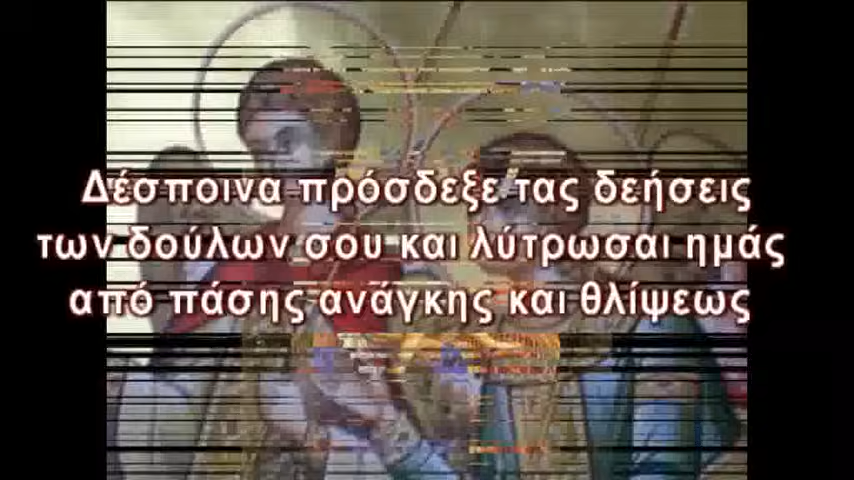 Δέσποινα πρόσδεξε τας δεήσεις
των δούλων σου και λύτρωσαι ημάς
από πάσης ανάγκης και θλίψεως